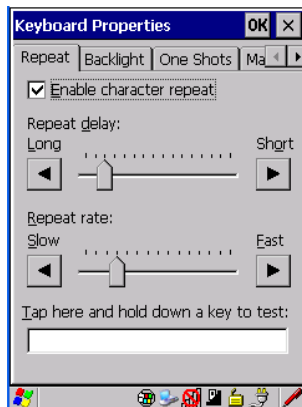 Keyboard Properties OK
Repeat Backlight One Shots Ma
Enable character repeat
Repeat delay:
Long Short
Repeat rate:
Slow Fast
Tap here and hold down a key to test: